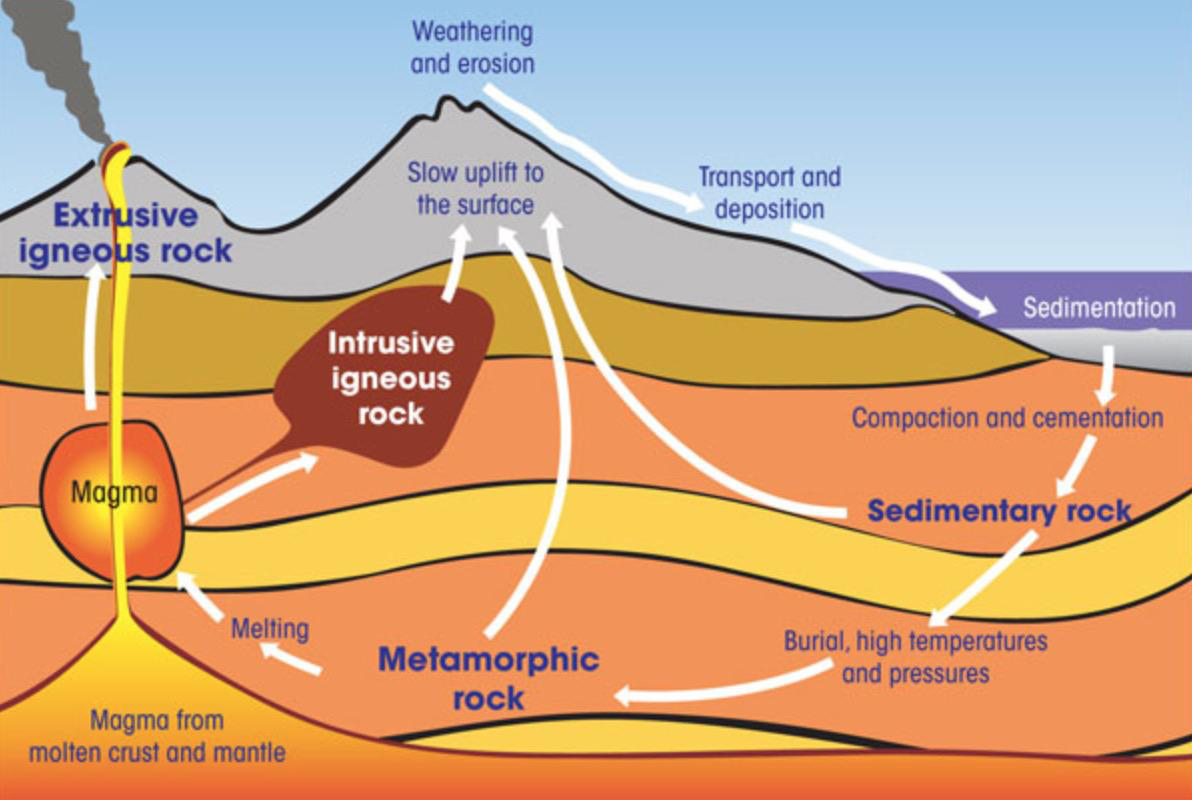 Weathering
and erosion
Slow uplift to
the surface
Transport and
deposition
Extrusive
igneous rock
Sedimentation
Intrusive
igneous
rock
Compaction and cementation
Magma
Sedimentary rock
Melting
Burial, high temperatures
and pressures
Metamorphic
rock
Magma from
molten crust and mantle